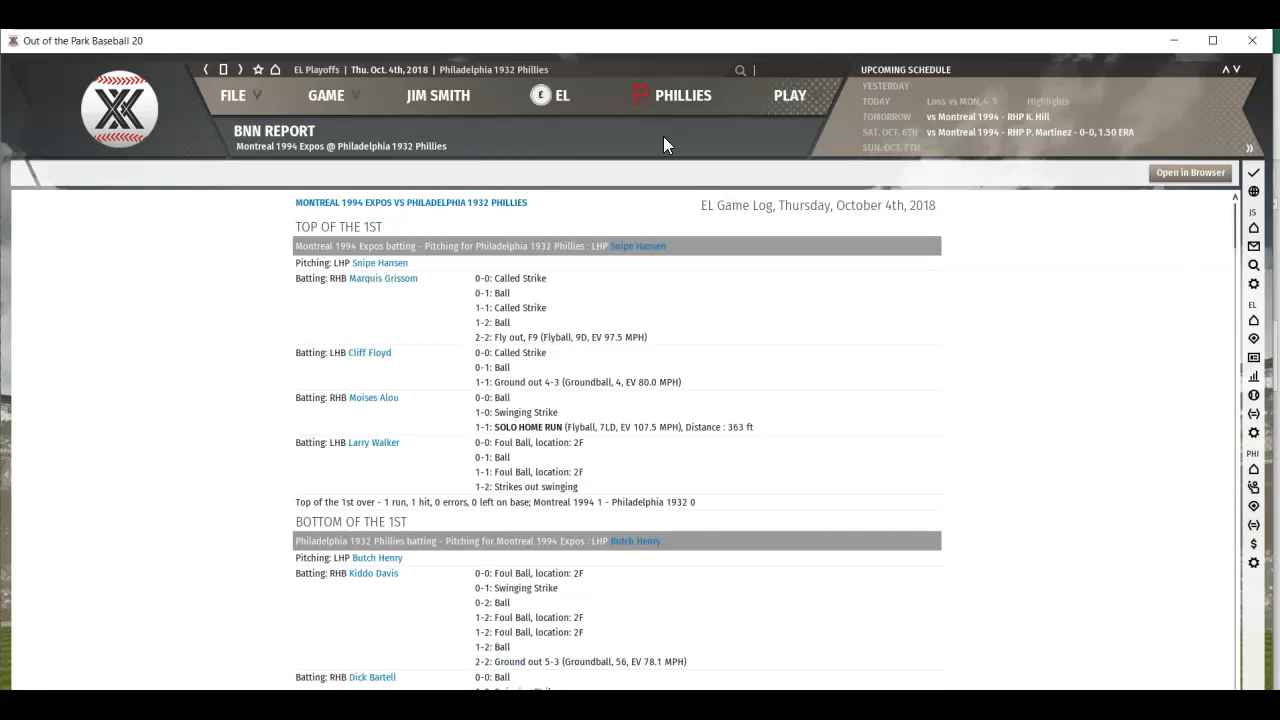 Out of the Park Baseball 20
EL Playoffs | Thu. Oct. 4th, 2018 | Philadelphia 1932 Phillies
UPCOMING SCHEDULE
FILE GAME JIM SMITH E EL P PHILLIES PLAY
YESTERDAY
TODAY Loss vs MON, 4-5 Highlights
TOMORROW vs Montreal 1994 - RHP K. Hill
SAT. OCT. 6TH vs Montreal 1994 - RHP P. Martinez - 0-0, 1.50 ERA
SUN. OCT. 7TH
BNN REPORT
Montreal 1994 Expos @ Philadelphia 1932 Phillies
Open in Browser
MONTREAL 1994 EXPOS VS PHILADELPHIA 1932 PHILLIES
EL Game Log, Thursday, October 4th, 2018
TOP OF THE 1ST
Montreal 1994 Expos batting - Pitching for Philadelphia 1932 Phillies : LHP Snipe Hansen
Pitching: LHP Snipe Hansen
Batting: RHB Marquis Grissom 0-0: Called Strike
0-1: Ball
1-1: Called Strike
1-2: Ball
2-2: Fly out, F9 (Flyball, 9D, EV 97.5 MPH)
Batting: LHB Cliff Floyd 0-0: Called Strike
0-1: Ball
1-1: Ground out 4-3 (Groundball, 4, EV 80.0 MPH)
Batting: RHB Moises Alou 0-0: Ball
1-0: Swinging Strike
1-1: SOLO HOME RUN (Flyball, 7LD, EV 107.5 MPH), Distance : 363 ft
Batting: LHB Larry Walker 0-0: Foul Ball, location: 2F
0-1: Ball
1-1: Foul Ball, location: 2F
1-2: Strikes out swinging
Top of the 1st over - 1 run, 1 hit, 0 errors, 0 left on base; Montreal 1994 1 - Philadelphia 1932 0
BOTTOM OF THE 1ST
Philadelphia 1932 Phillies batting - Pitching for Montreal 1994 Expos : LHP Butch Henry
Pitching: LHP Butch Henry
Batting: RHB Kiddo Davis 0-0: Foul Ball, location: 2F
0-1: Swinging Strike
0-2: Ball
1-2: Foul Ball, location: 2F
1-2: Foul Ball, location: 2F
1-2: Ball
2-2: Ground out 5-3 (Groundball, 56, EV 78.1 MPH)
Batting: RHB Dick Bartell 0-0: Ball
JS
EL
PHI